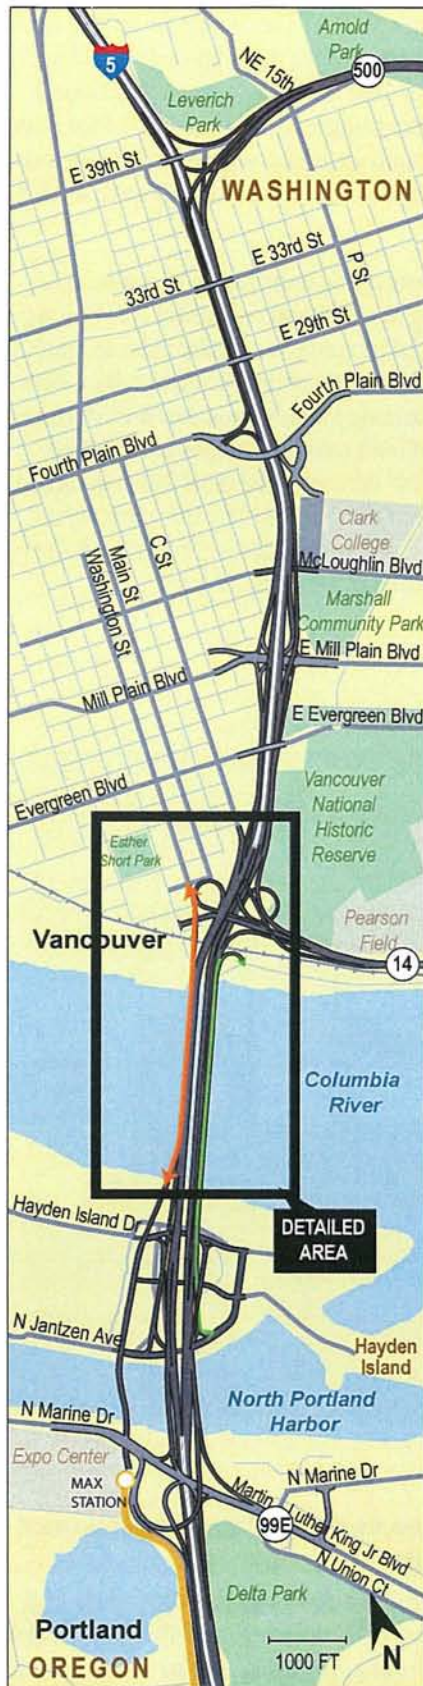 Arnold
Park
5
NE 15th
500
Leverich
Park
E 39th St
WASHINGTON
E 33rd St
33rd St
P St
E 29th St
Fourth Plain Blvd
Fourth Plain Blvd
Clark
College
C St
Main St
Washington St
McLoughlin Blvd
Marshall
Community Park
E Mill Plain Blvd
Mill Plain Blvd
E Evergreen Blvd
Evergreen Blvd
Vancouver
National
Historic
Reserve
Esther
Short Park
Pearson
Field
Vancouver
14
Columbia
River
Hayden Island Dr
DETAILED
AREA
N Jantzen Ave
Hayden
Island
North Portland
Harbor
N Marine Dr
Expo Center
MAX
STATION
N Marine Dr
Martin Luther King Jr Blvd
99E
N Union Ct
Delta Park
Portland
OREGON
1000 FT
N